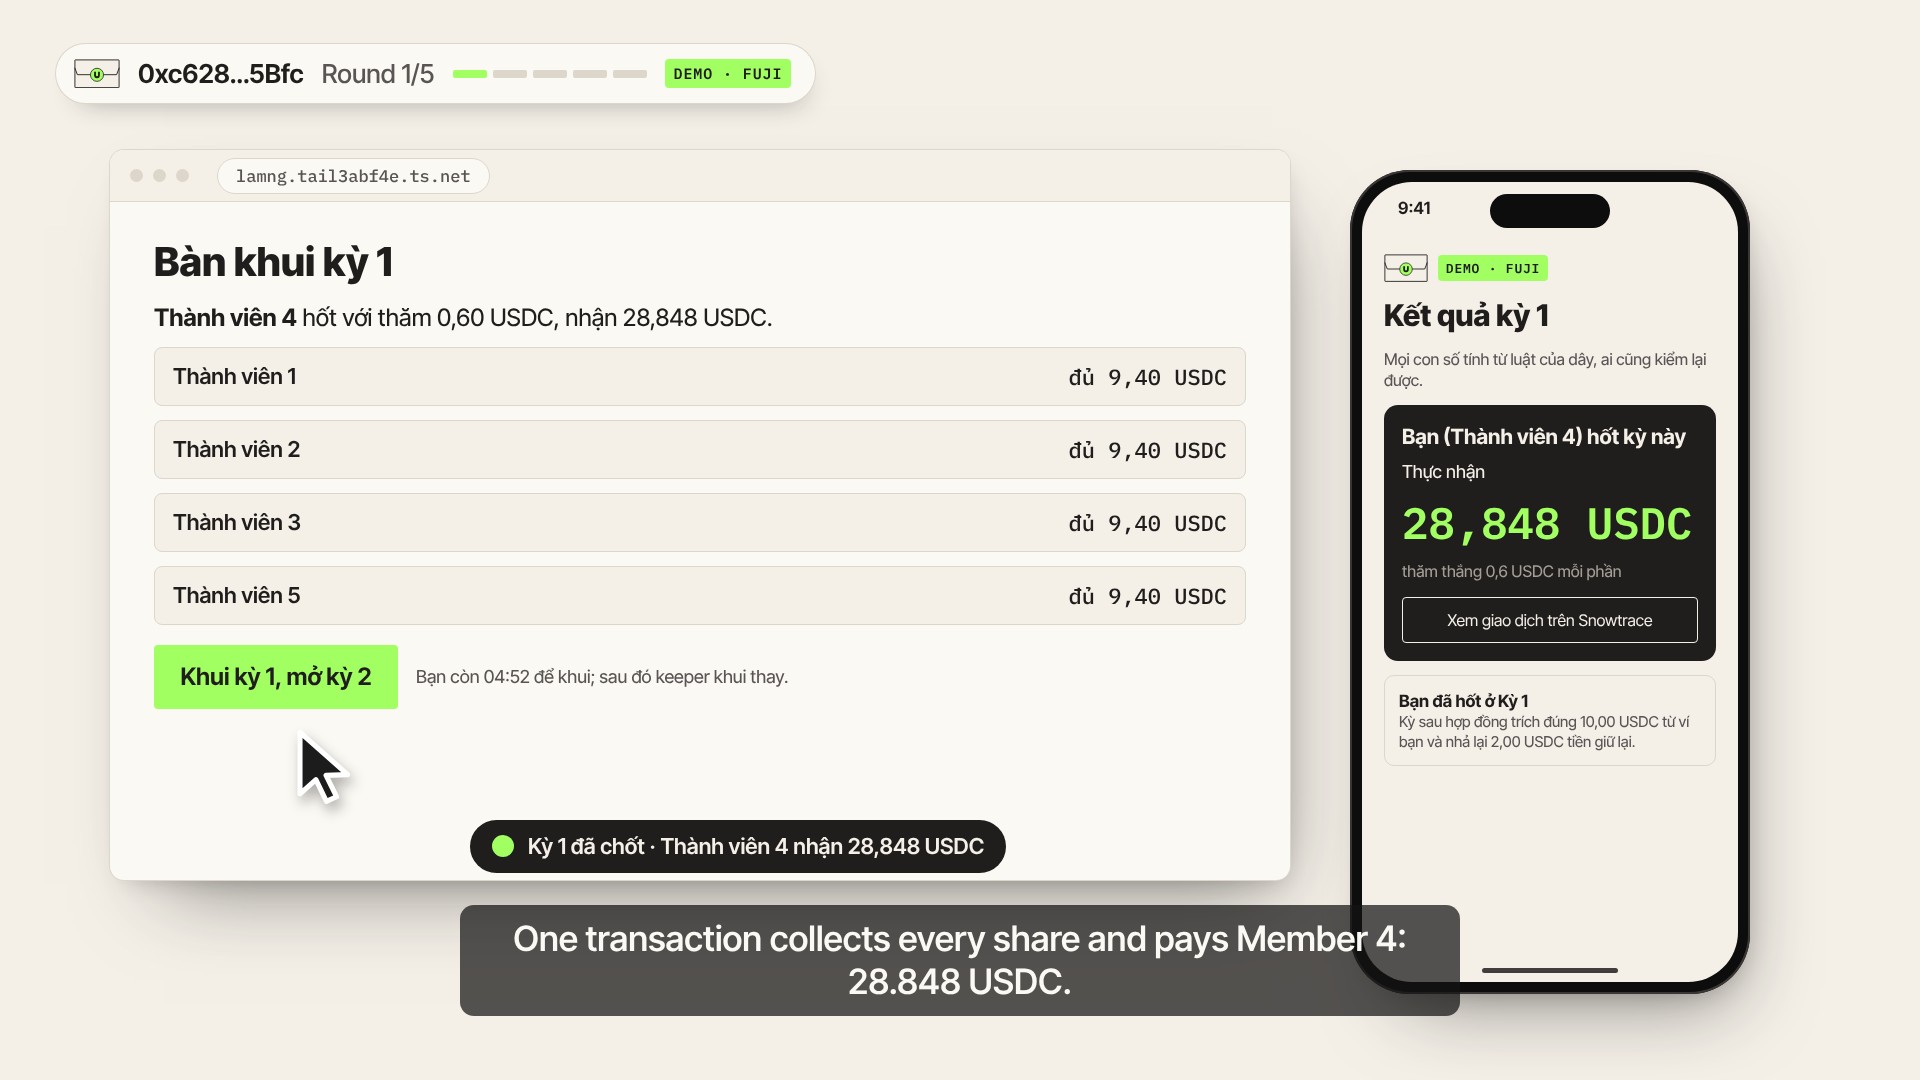 0xc628...5Bfc Round 1/5 DEMO · FUJI
lamng.tail3abf4e.ts.net
Bàn khui kỳ 1
Thành viên 4 hốt với thăm 0,60 USDC, nhận 28,848 USDC.
Thành viên 1 đủ 9,40 USDC
Thành viên 2 đủ 9,40 USDC
Thành viên 3 đủ 9,40 USDC
Thành viên 5 đủ 9,40 USDC
Khui kỳ 1, mở kỳ 2 Bạn còn 04:52 để khui; sau đó keeper khui thay.
Kỳ 1 đã chốt · Thành viên 4 nhận 28,848 USDC
9:41
U DEMO · FUJI
Kết quả kỳ 1
Mọi con số tính từ luật của dây, ai cũng kiểm lại
được.
Bạn (Thành viên 4) hốt kỳ này
Thực nhận
28,848 USDC
thăm thắng 0,6 USDC mỗi phần
Xem giao dịch trên Snowtrace
Bạn đã hốt ở Kỳ 1
Kỳ sau hợp đồng trích đúng 10,00 USDC từ ví
bạn và nhả lại 2,00 USDC tiền giữ lại.
One transaction collects every share and pays Member 4:
28.848 USDC.